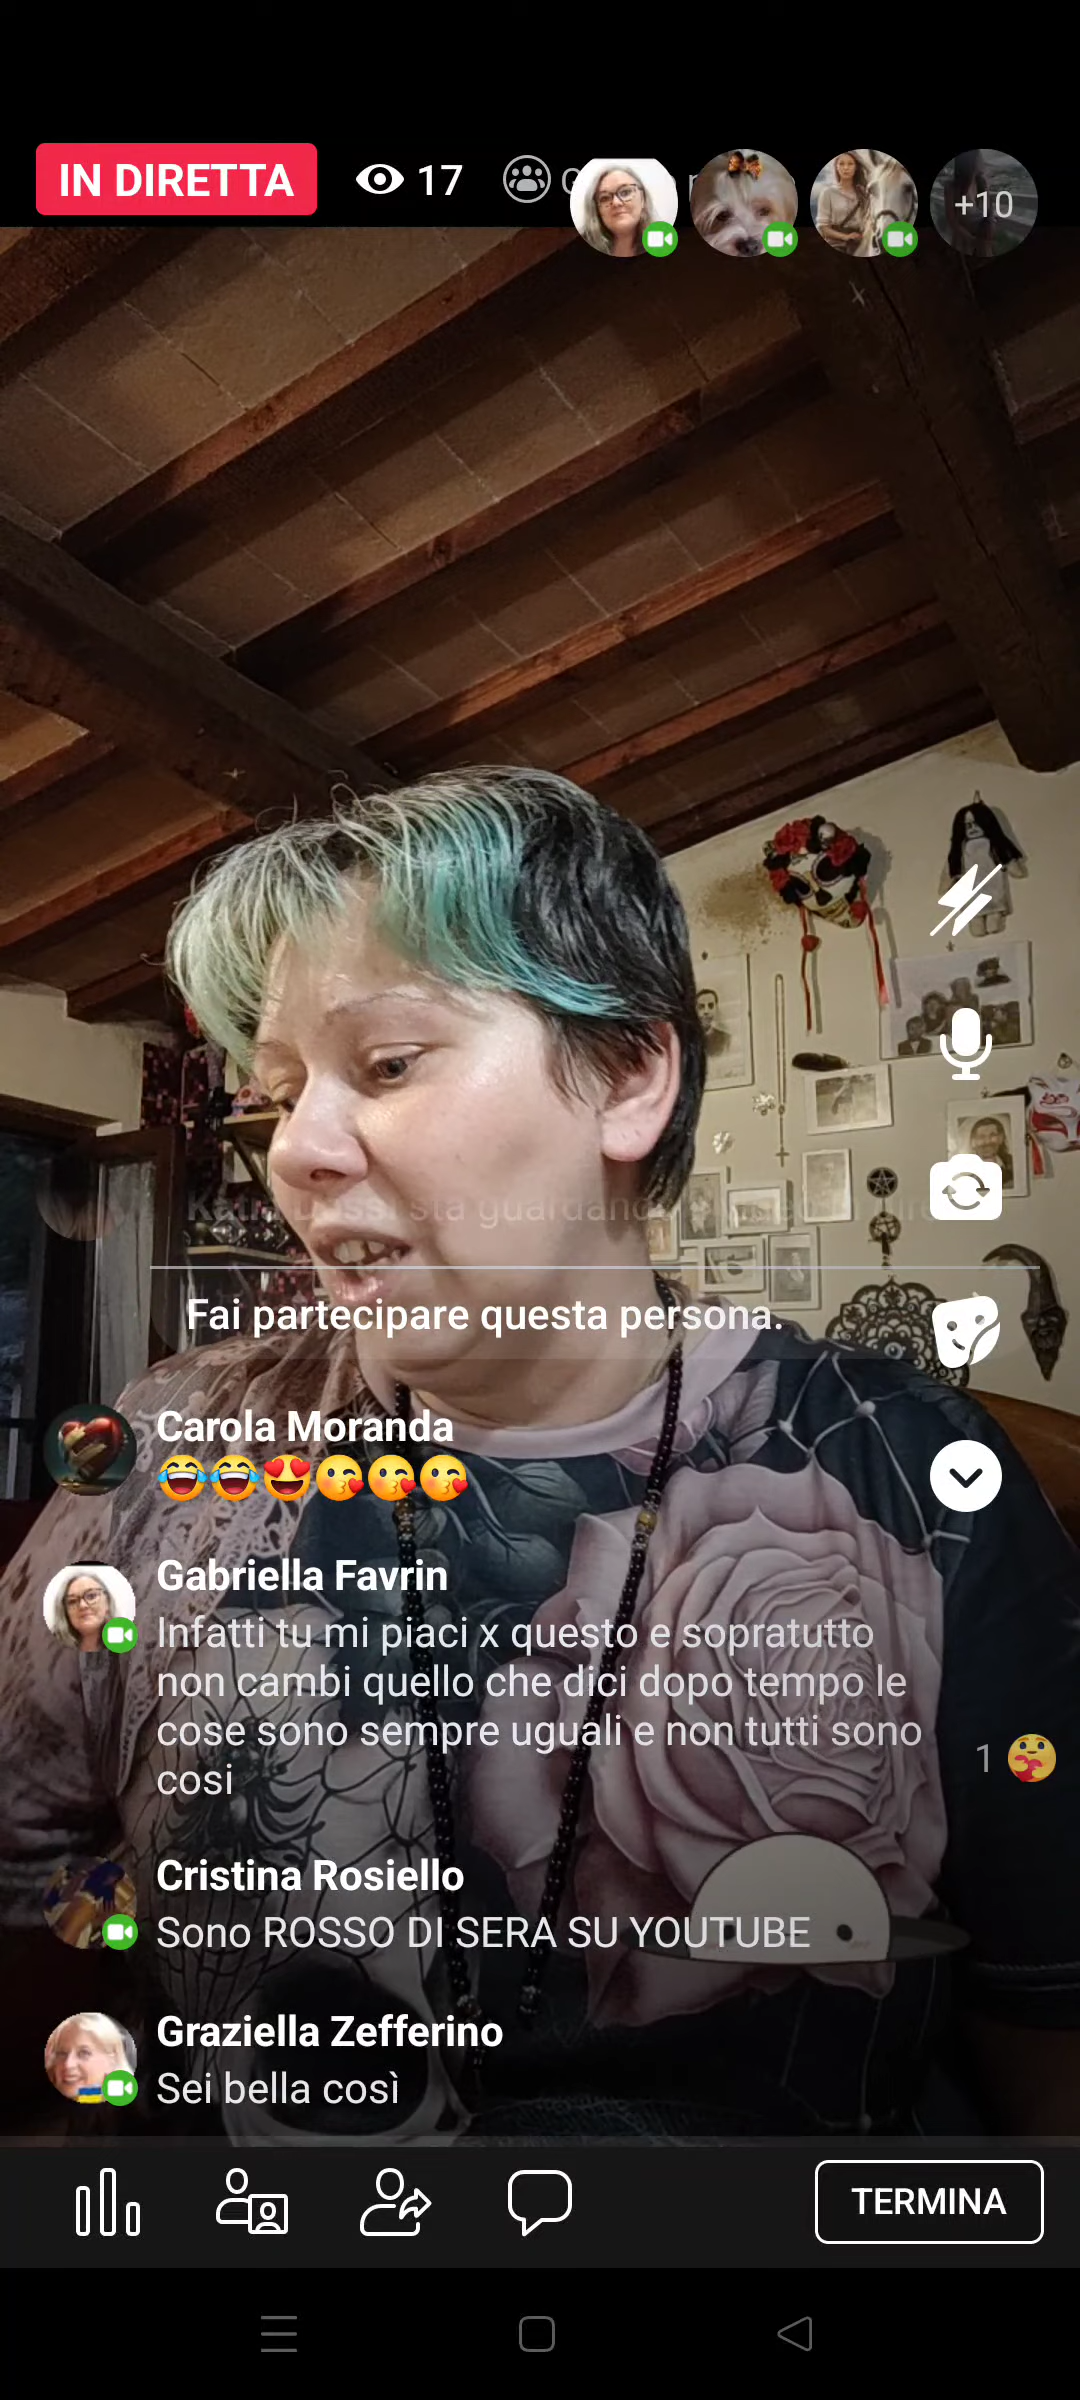 IN DIRETTA
17
+10
sta guardando
Fai partecipare questa persona.
Carola Moranda
😂😂😍😘😘😘
Gabriella Favrin
Infatti tu mi piaci x questo e sopratutto
non cambi quello che dici dopo tempo le
cose sono sempre uguali e non tutti sono
cosi
1
Cristina Rosiello
Sono ROSSO DI SERA SU YOUTUBE
Graziella Zefferino
Sei bella così
TERMINA